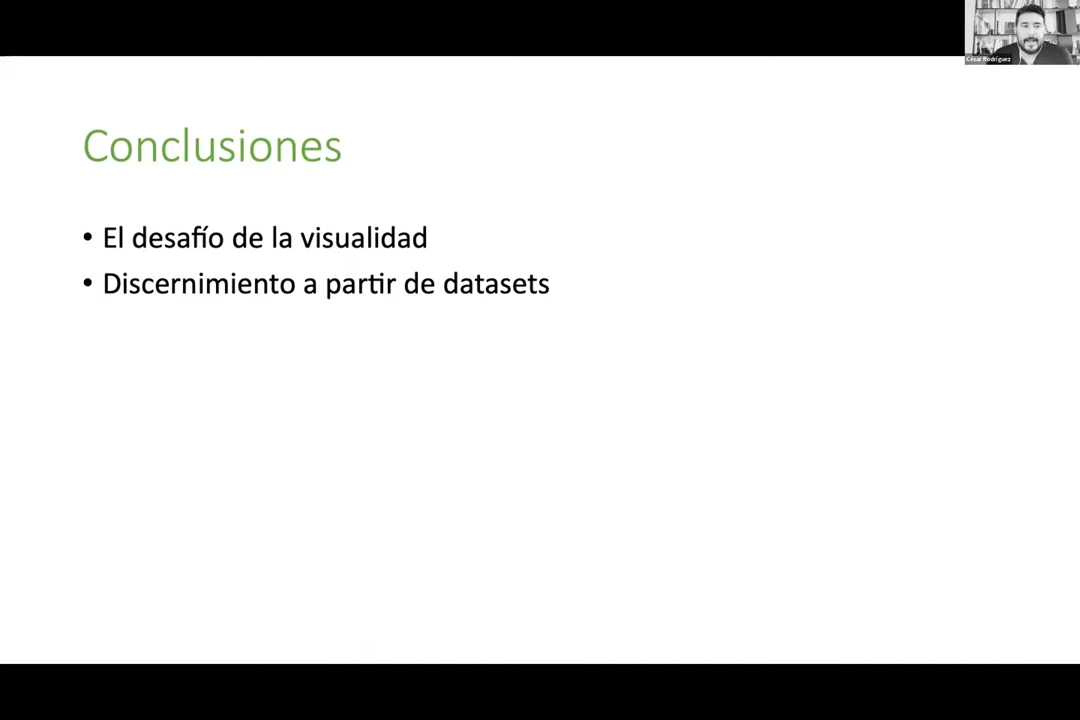 César Rodríguez
Conclusiones
• El desafío de la visualidad
• Discernimiento a partir de datasets